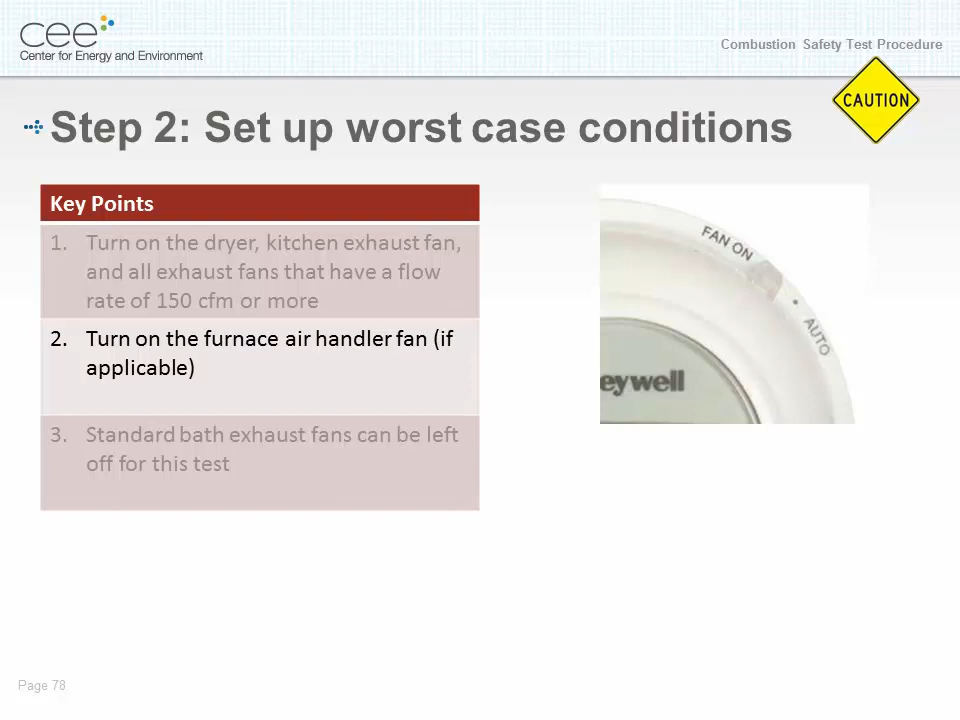 cee
Center for Energy and Environment
Combustion Safety Test Procedure
CAUTION
Step 2: Set up worst case conditions
Key Points
1. Turn on the dryer, kitchen exhaust fan,
and all exhaust fans that have a flow
rate of 150 cfm or more
2. Turn on the furnace air handler fan (if
applicable)
3. Standard bath exhaust fans can be left
off for this test
FAN ON
AUTO
eywell
Page 78